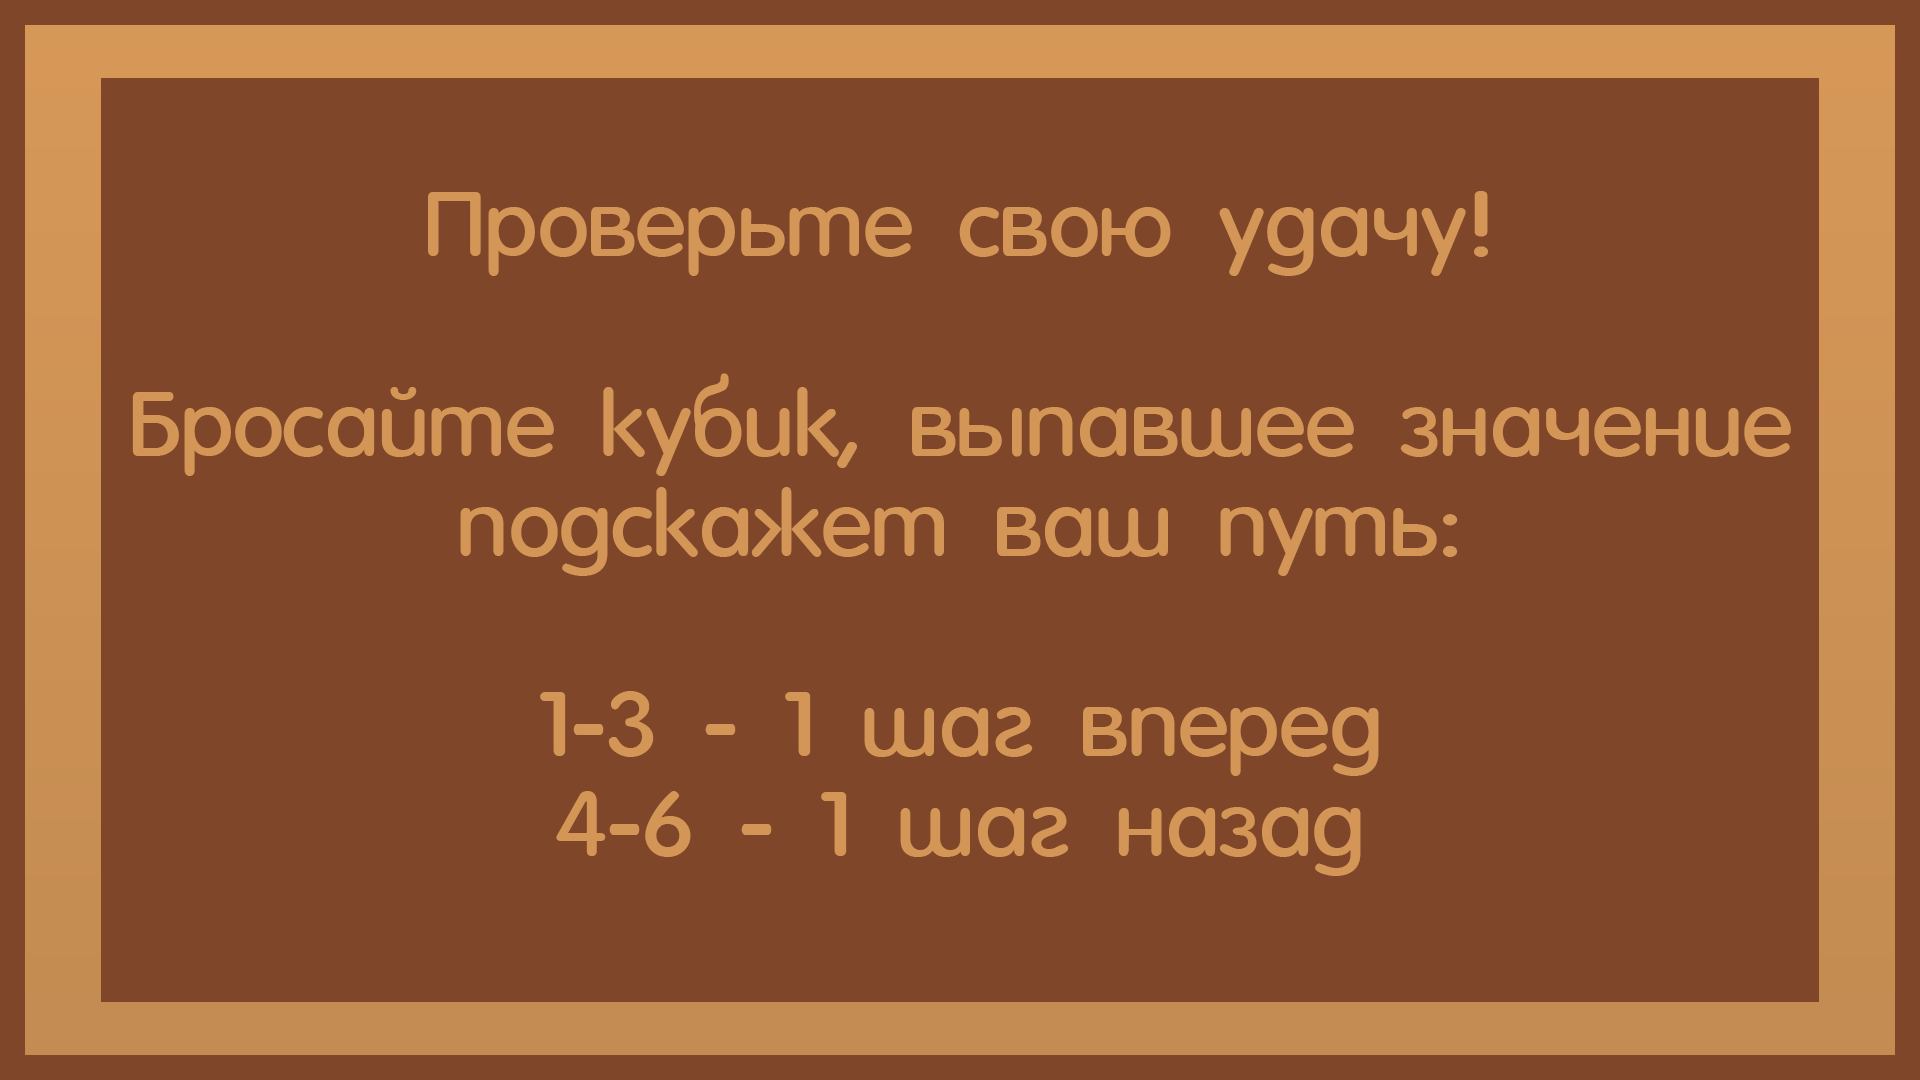 Проверьте свою удачу!
Бросайте кубик, выпавшее значение
подскажет ваш путь:
1-3 - 1 шаг вперед
4-6 - 1 шаг назад